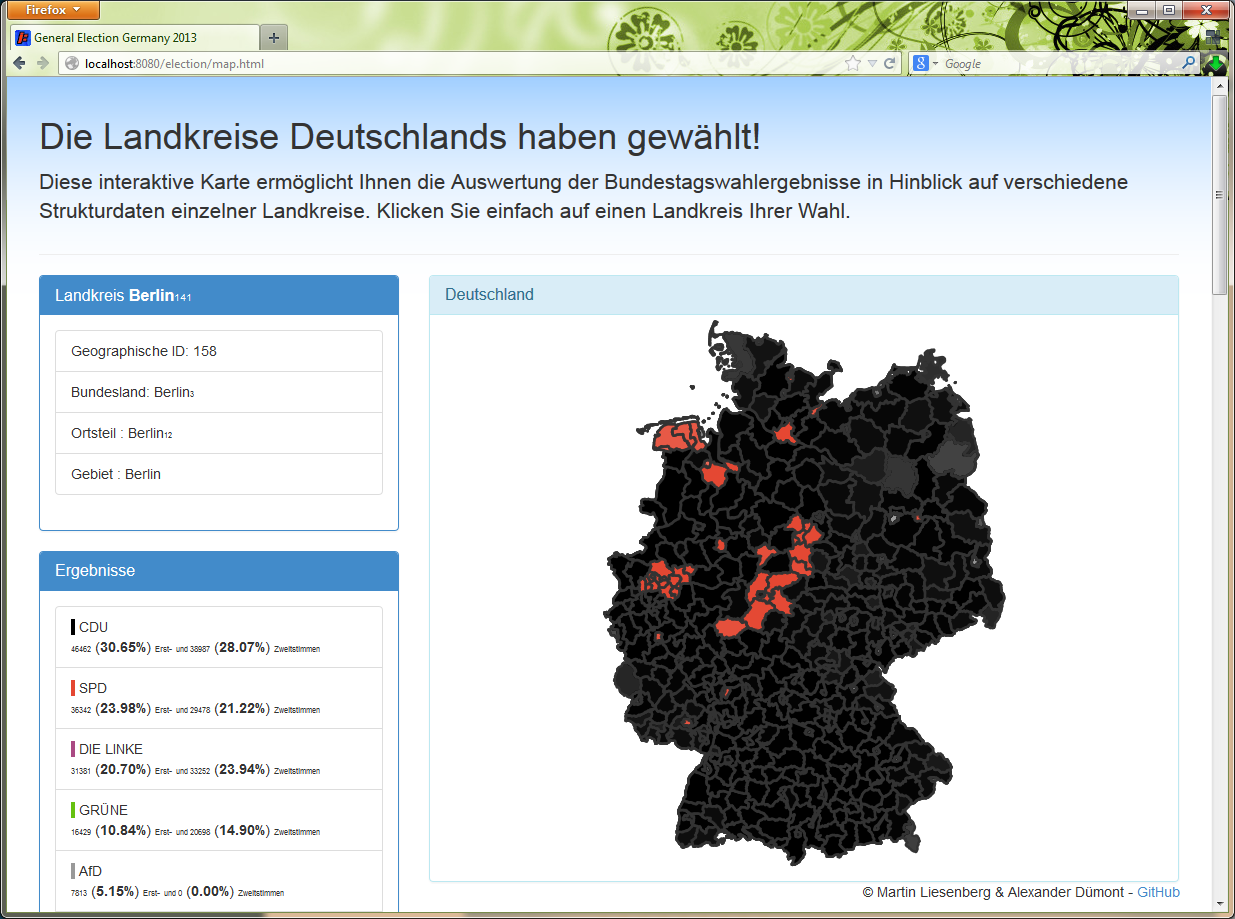 Firefox
General Election Germany 2013
localhost:8080/election/map.html
Google
Die Landkreise Deutschlands haben gewählt!
Diese interaktive Karte ermöglicht Ihnen die Auswertung der Bundestagswahlergebnisse in Hinblick auf verschiedene
Strukturdaten einzelner Landkreise. Klicken Sie einfach auf einen Landkreis Ihrer Wahl.
Landkreis Berlin141
Geographische ID: 158
Bundesland: Berlin3
Ortsteil : Berlin12
Gebiet : Berlin
Ergebnisse
CDU
46462 (30.65%) Erst- und 38987 (28.07%) Zweitstimmen
SPD
36342 (23.98%) Erst- und 29478 (21.22%) Zweitstimmen
DIE LINKE
31381 (20.70%) Erst- und 33252 (23.94%) Zweitstimmen
GRÜNE
16429 (10.84%) Erst- und 20698 (14.90%) Zweitstimmen
AfD
7813 (5.15%) Erst- und 0 (0.00%) Zweitstimmen
Deutschland
© Martin Liesenberg & Alexander Dümont - GitHub